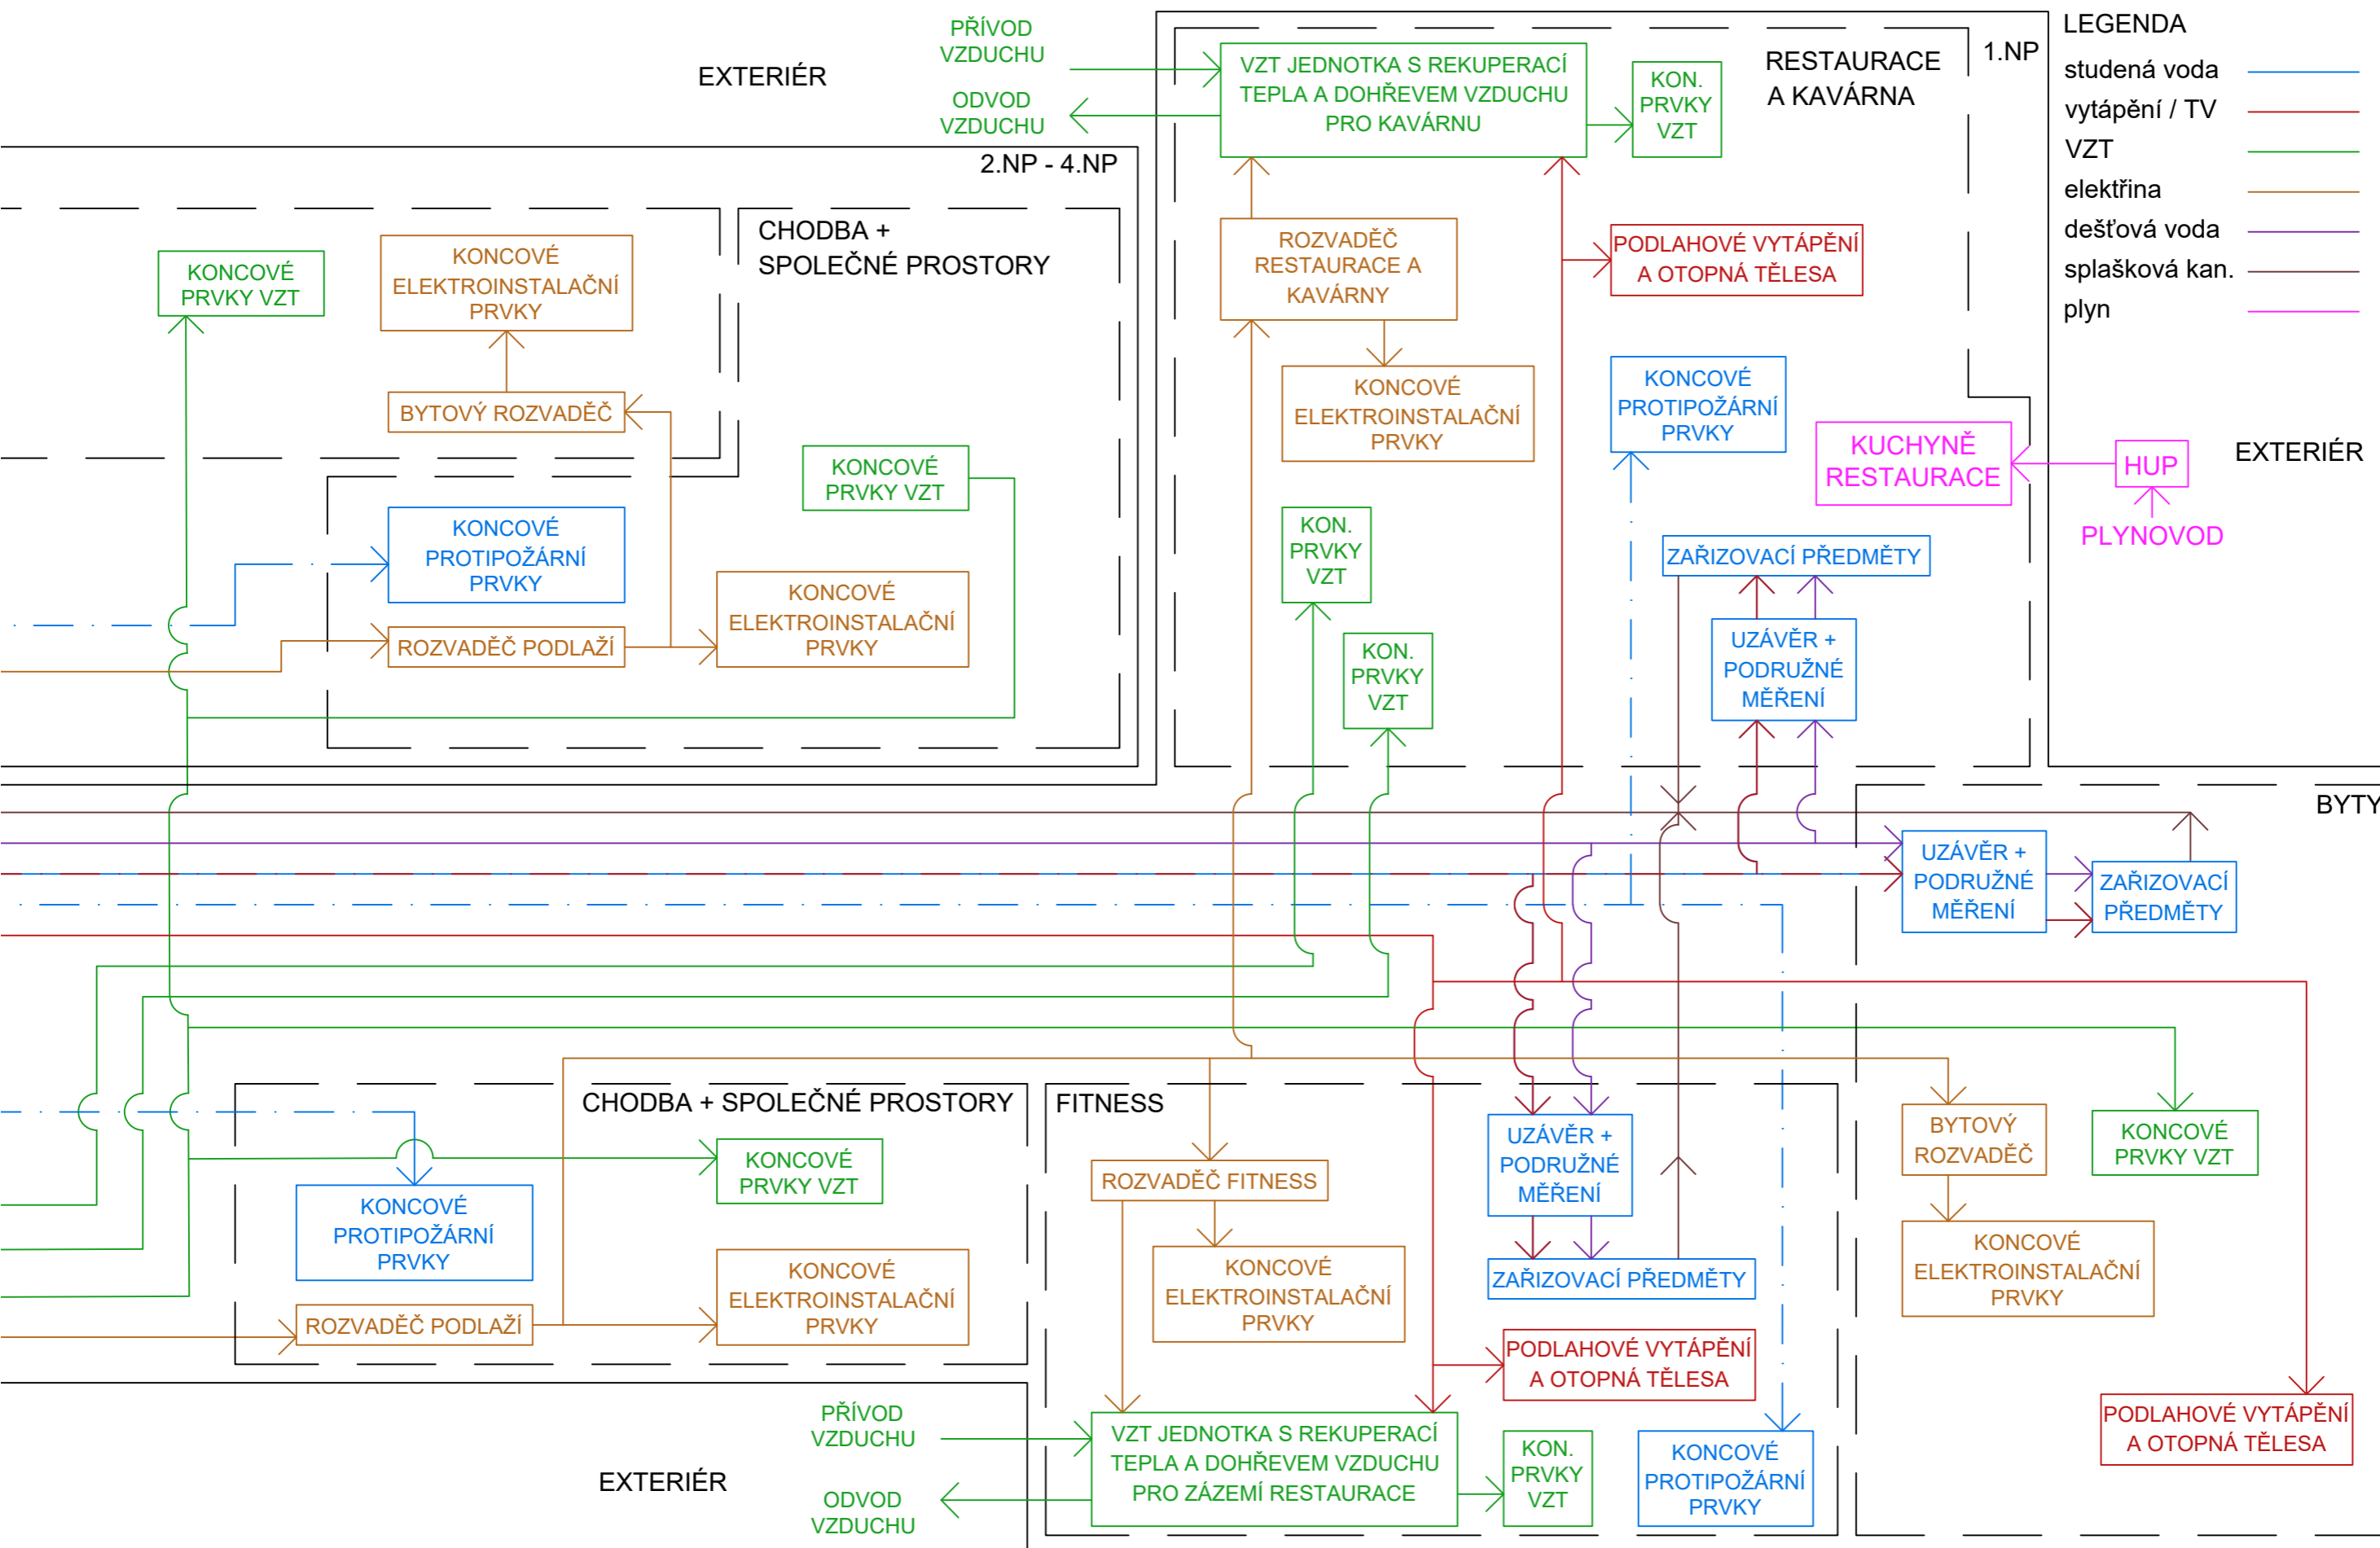 PŘÍVOD
VZDUCHU
EXTERIÉR
ODVOD
VZDUCHU
VZT JEDNOTKA S REKUPERACÍ
TEPLA A DOHŘEVEM VZDUCHU
PRO KAVÁRNU
KON.
PRVKY
VZT
RESTAURACE
A KAVÁRNA
1.NP
LEGENDA
studená voda
vytápění / TV
VZT
elektřina
dešťová voda
splašková kan.
plyn
2.NP - 4.NP
CHODBA +
SPOLEČNÉ PROSTORY
KONCOVÉ
PRVKY VZT
KONCOVÉ
ELEKTROINSTALAČNÍ
PRVKY
BYTOVÝ ROZVADĚČ
KONCOVÉ
PRVKY VZT
KONCOVÉ
PROTIPOŽÁRNÍ
PRVKY
KONCOVÉ
ELEKTROINSTALAČNÍ
PRVKY
ROZVADĚČ PODLAŽÍ
ROZVADĚČ
RESTAURACE A
KAVÁRNY
PODLAHOVÉ VYTÁPĚNÍ
A OTOPNÁ TĚLESA
KONCOVÉ
ELEKTROINSTALAČNÍ
PRVKY
KONCOVÉ
PROTIPOŽÁRNÍ
PRVKY
KUCHYNĚ
RESTAURACE
HUP
EXTERIÉR
PLYNOVOD
KON.
PRVKY
VZT
ZAŘIZOVACÍ PŘEDMĚTY
KON.
PRVKY
VZT
UZÁVĚR +
PODRUŽNÉ
MĚŘENÍ
BYTY
UZÁVĚR +
PODRUŽNÉ
MĚŘENÍ
ZAŘIZOVACÍ
PŘEDMĚTY
CHODBA + SPOLEČNÉ PROSTORY
KONCOVÉ
PRVKY VZT
KONCOVÉ
PROTIPOŽÁRNÍ
PRVKY
KONCOVÉ
ELEKTROINSTALAČNÍ
PRVKY
ROZVADĚČ PODLAŽÍ
FITNESS
ROZVADĚČ FITNESS
KONCOVÉ
ELEKTROINSTALAČNÍ
PRVKY
UZÁVĚR +
PODRUŽNÉ
MĚŘENÍ
ZAŘIZOVACÍ PŘEDMĚTY
PODLAHOVÉ VYTÁPĚNÍ
A OTOPNÁ TĚLESA
BYTOVÝ
ROZVADĚČ
KONCOVÉ
PRVKY VZT
KONCOVÉ
ELEKTROINSTALAČNÍ
PRVKY
PODLAHOVÉ VYTÁPĚNÍ
A OTOPNÁ TĚLESA
PŘÍVOD
VZDUCHU
EXTERIÉR
ODVOD
VZDUCHU
VZT JEDNOTKA S REKUPERACÍ
TEPLA A DOHŘEVEM VZDUCHU
PRO ZÁZEMÍ RESTAURACE
KON.
PRVKY
VZT
KONCOVÉ
PROTIPOŽÁRNÍ
PRVKY